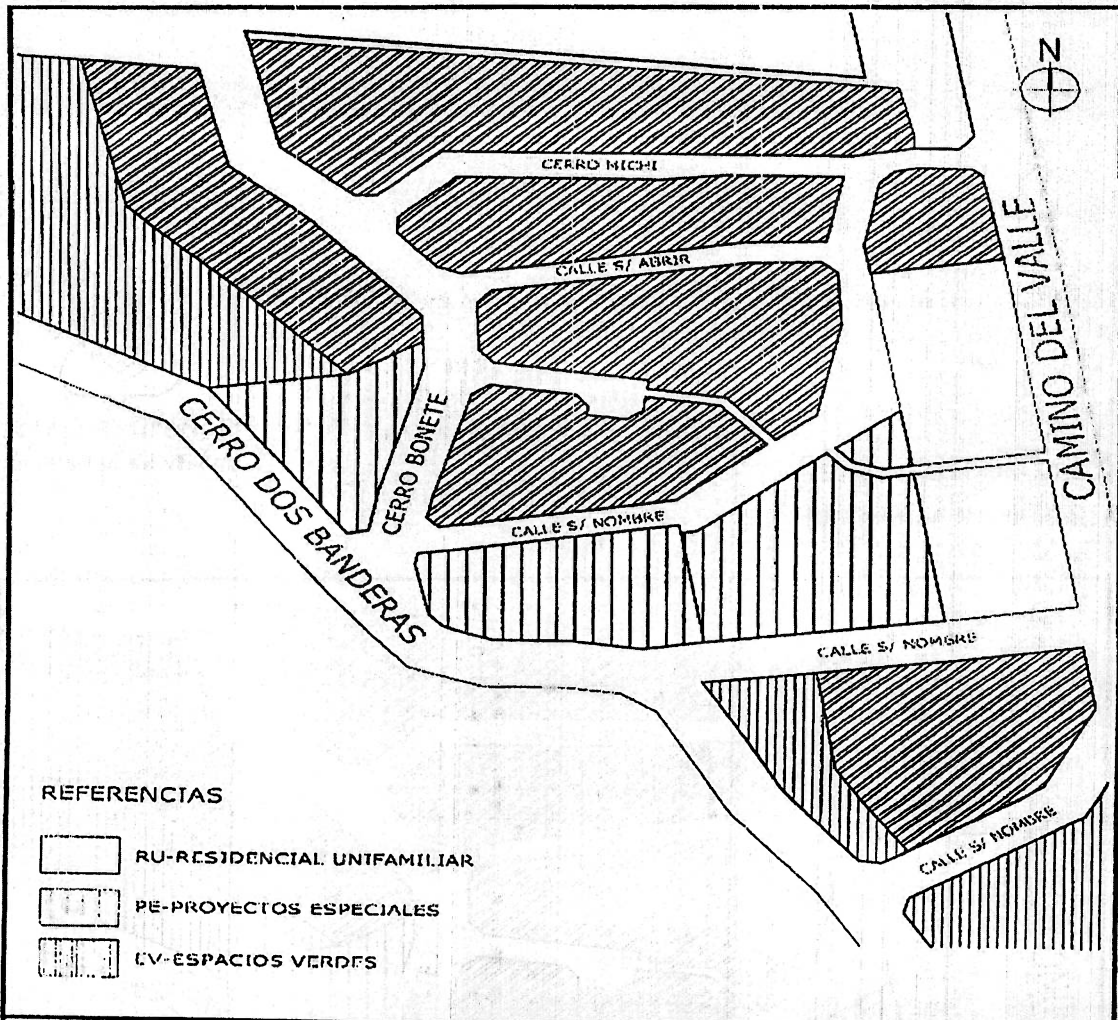 N
CERRO MICHI
CALLE S/ ABRIR
CAMINO DEL VALLE
CERRO BONETE
CERRO DOS BANDERAS
CALLE S/ NOMBRE
CALLE S/ NOMBRE
CALLE S/ NOMBRE
REFERENCIAS
RU-RESIDENCIAL UNIFAMILIAR
PE-PROYECTOS ESPECIALES
EV-ESPACIOS VERDES